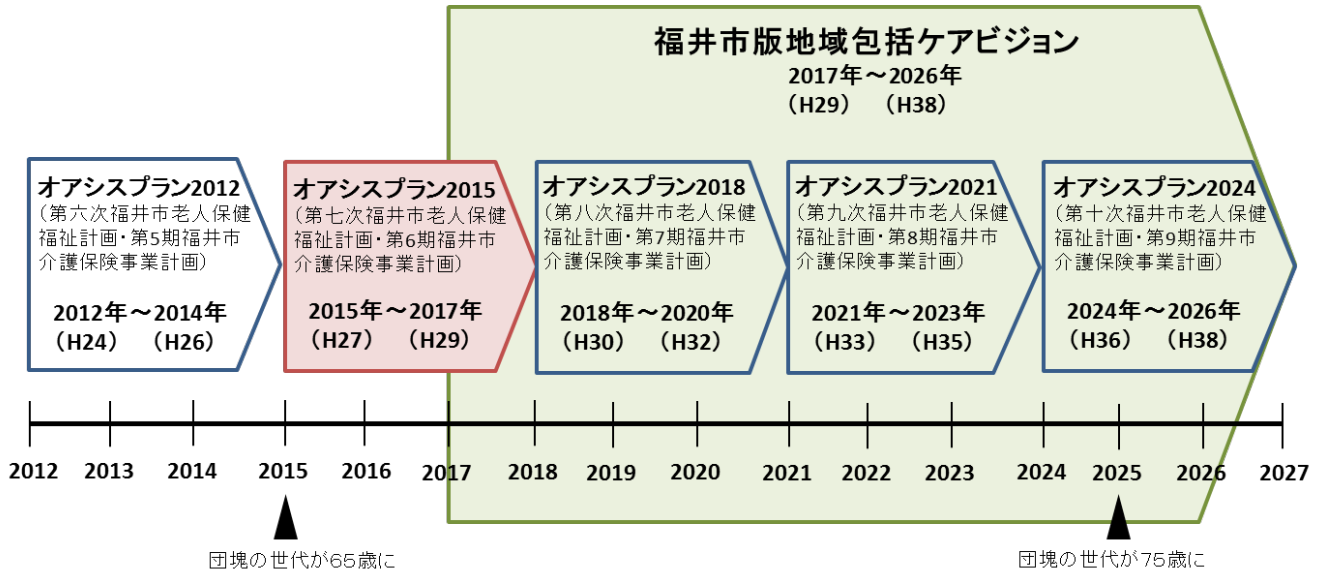 福井市版地域包括ケアビジョン
2017年～2026年
（H29）　（H38）
オアシスプラン2012
（第六次福井市老人保健
福祉計画・第5期福井市
介護保険事業計画）
2012年～2014年
（H24）　（H26）
オアシスプラン2015
（第七次福井市老人保健
福祉計画・第6期福井市
介護保険事業計画）
2015年～2017年
（H27）　（H29）
オアシスプラン2018
（第八次福井市老人保健
福祉計画・第7期福井市
介護保険事業計画）
2018年～2020年
（H30）　（H32）
オアシスプラン2021
（第九次福井市老人保健
福祉計画・第8期福井市
介護保険事業計画）
2021年～2023年
（H33）　（H35）
オアシスプラン2024
（第十次福井市老人保健
福祉計画・第9期福井市
介護保険事業計画）
2024年～2026年
（H36）　（H38）
2012 2013 2014 2015 2016 2017 2018 2019 2020 2021 2022 2023 2024 2025 2026 2027
団塊の世代が65歳に
団塊の世代が75歳に